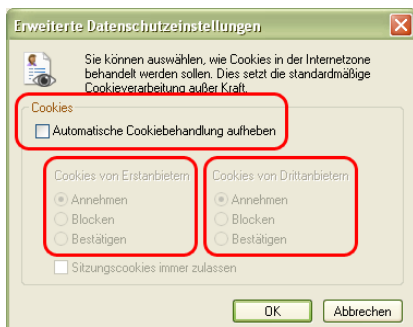 Erweiterte Datenschutzeinstellungen
Sie können auswählen, wie Cookies in der Internetzone
behandelt werden sollen. Dies setzt die standardmäßige
Cookieverarbeitung außer Kraft.
Cookies
Automatische Cookiebehandlung aufheben
Cookies von Erstanbietern
Cookies von Drittanbietern
Annehmen
Annehmen
Blocken
Blocken
Bestätigen
Bestätigen
Sitzungscookies immer zulassen
OK
Abbrechen